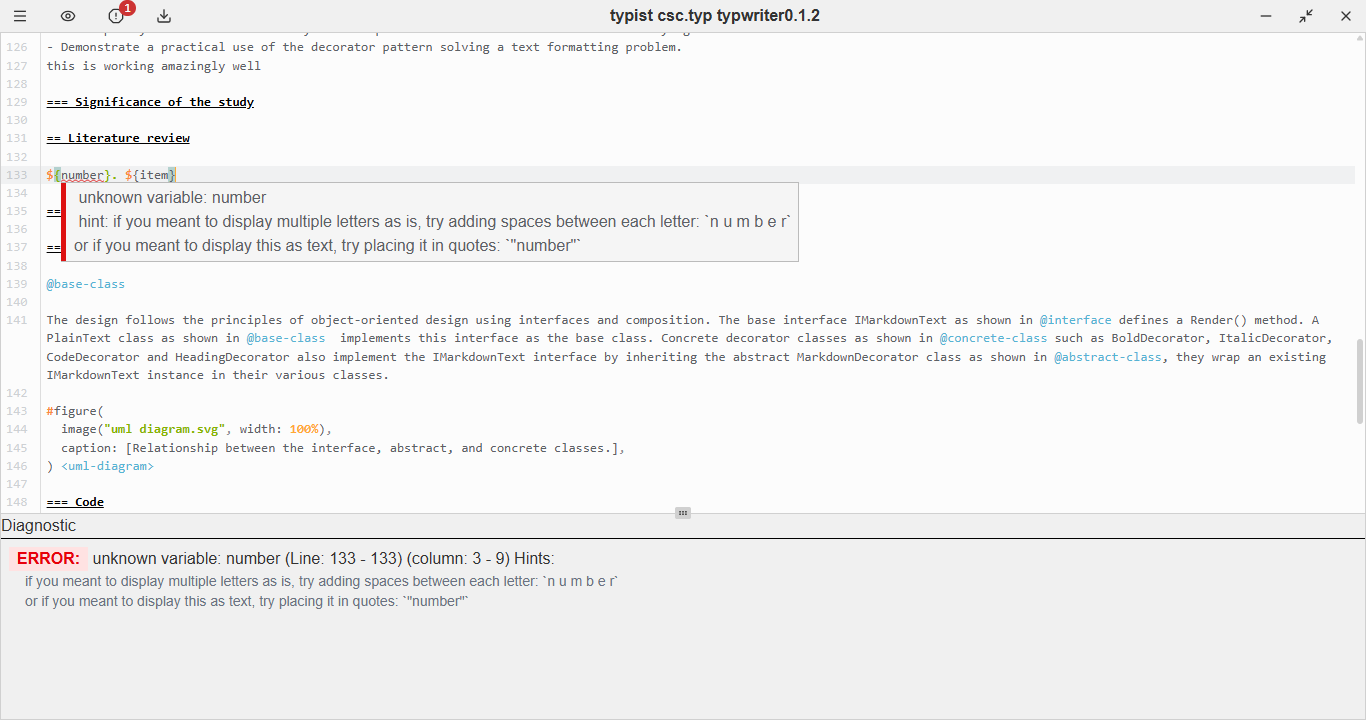 1
typist csc.typ typwriter0.1.2
126 - Demonstrate a practical use of the decorator pattern solving a text formatting problem.
127 this is working amazingly well
128
129 === Significance of the study
130
131 == Literature review
132
133 ${number}. ${item}
unknown variable: number
134
hint: if you meant to display multiple letters as is, try adding spaces between each letter: `n u m b e r`
135 ==
136
or if you meant to display this as text, try placing it in quotes: `"number"`
137 ==
138
139 @base-class
140
141 The design follows the principles of object-oriented design using interfaces and composition. The base interface IMarkdownText as shown in @interface defines a Render() method. A
PlainText class as shown in @base-class  implements this interface as the base class. Concrete decorator classes as shown in @concrete-class such as BoldDecorator, ItalicDecorator,
CodeDecorator and HeadingDecorator also implement the IMarkdownText interface by inheriting the abstract MarkdownDecorator class as shown in @abstract-class, they wrap an existing
IMarkdownText instance in their various classes.
142
143 #figure(
144 image("uml diagram.svg", width: 100%),
145 caption: [Relationship between the interface, abstract, and concrete classes.],
146 ) <uml-diagram>
147
148 === Code
Diagnostic
ERROR: unknown variable: number (Line: 133 - 133) (column: 3 - 9) Hints:
if you meant to display multiple letters as is, try adding spaces between each letter: `n u m b e r`
or if you meant to display this as text, try placing it in quotes: `"number"`